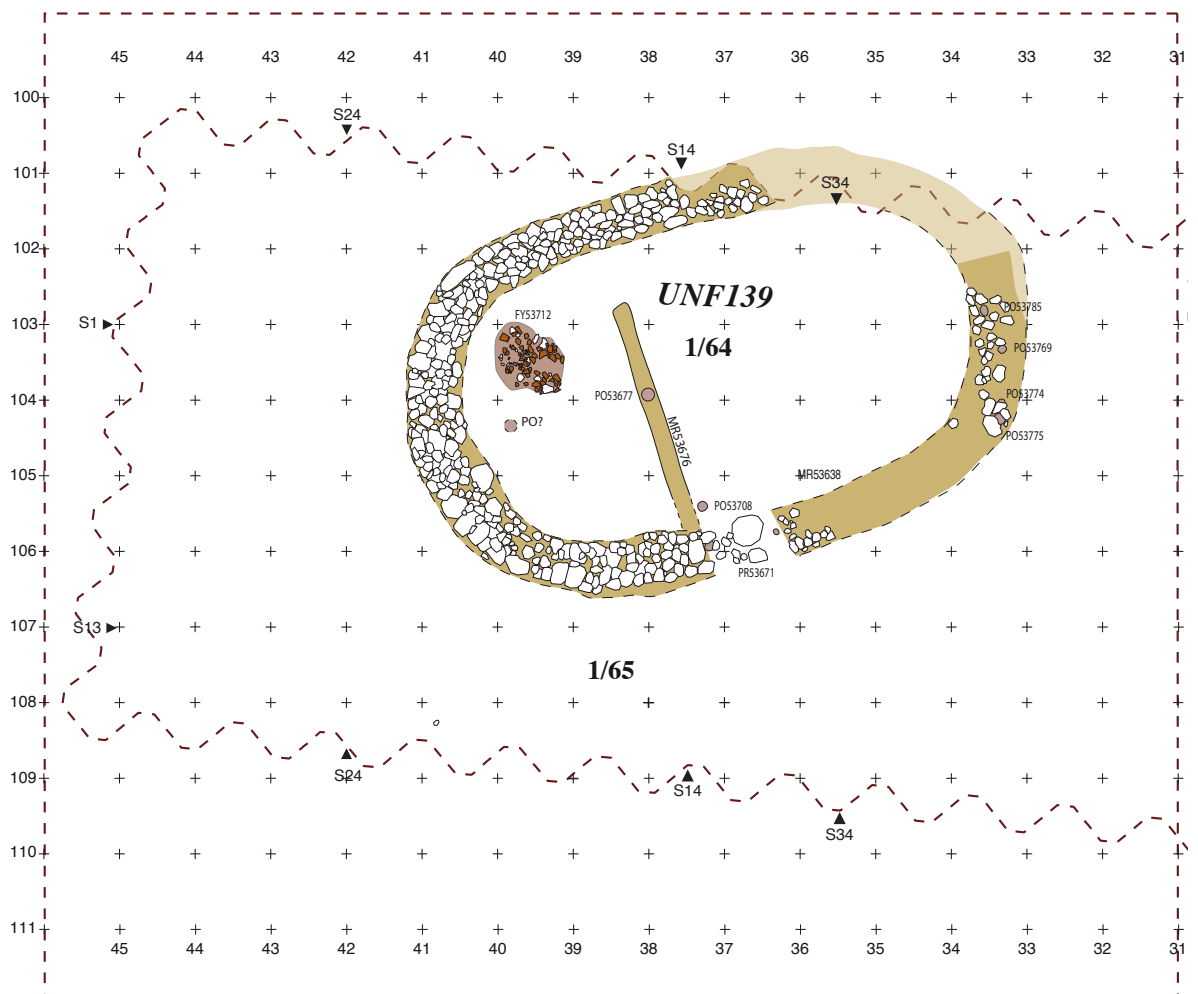 45 44 43 42 41 40 39 38 37 36 35 34 33 32 31
100
S24
S14
101
S34
102
UNF139
PO53785
S1
103
FY53712
1/64
PO53769
PO53677
104
PO53774
PO?
MR53676
PO53775
105
MR53638
PO53708
106
PR53671
S13
107
1/65
108
S24
109
S14
S34
110
111
45 44 43 42 41 40 39 38 37 36 35 34 33 32 31